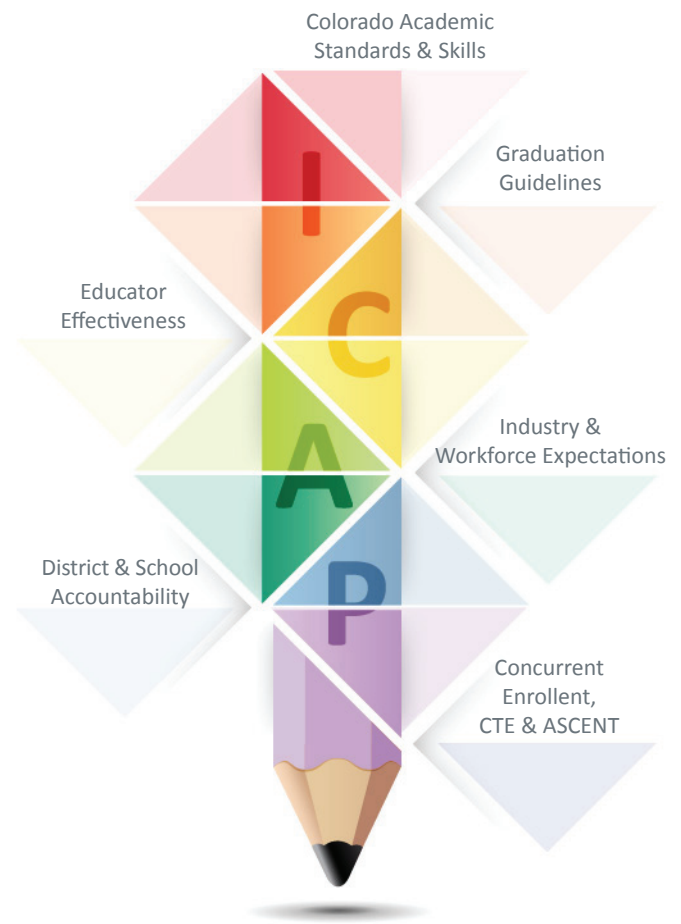 Colorado Academic
Standards & Skills
I
Graduation
Guidelines
Educator
Effectiveness
C
Industry &
Workforce Expectations
A
District & School
Accountability
P
Concurrent
Enrollent,
CTE & ASCENT